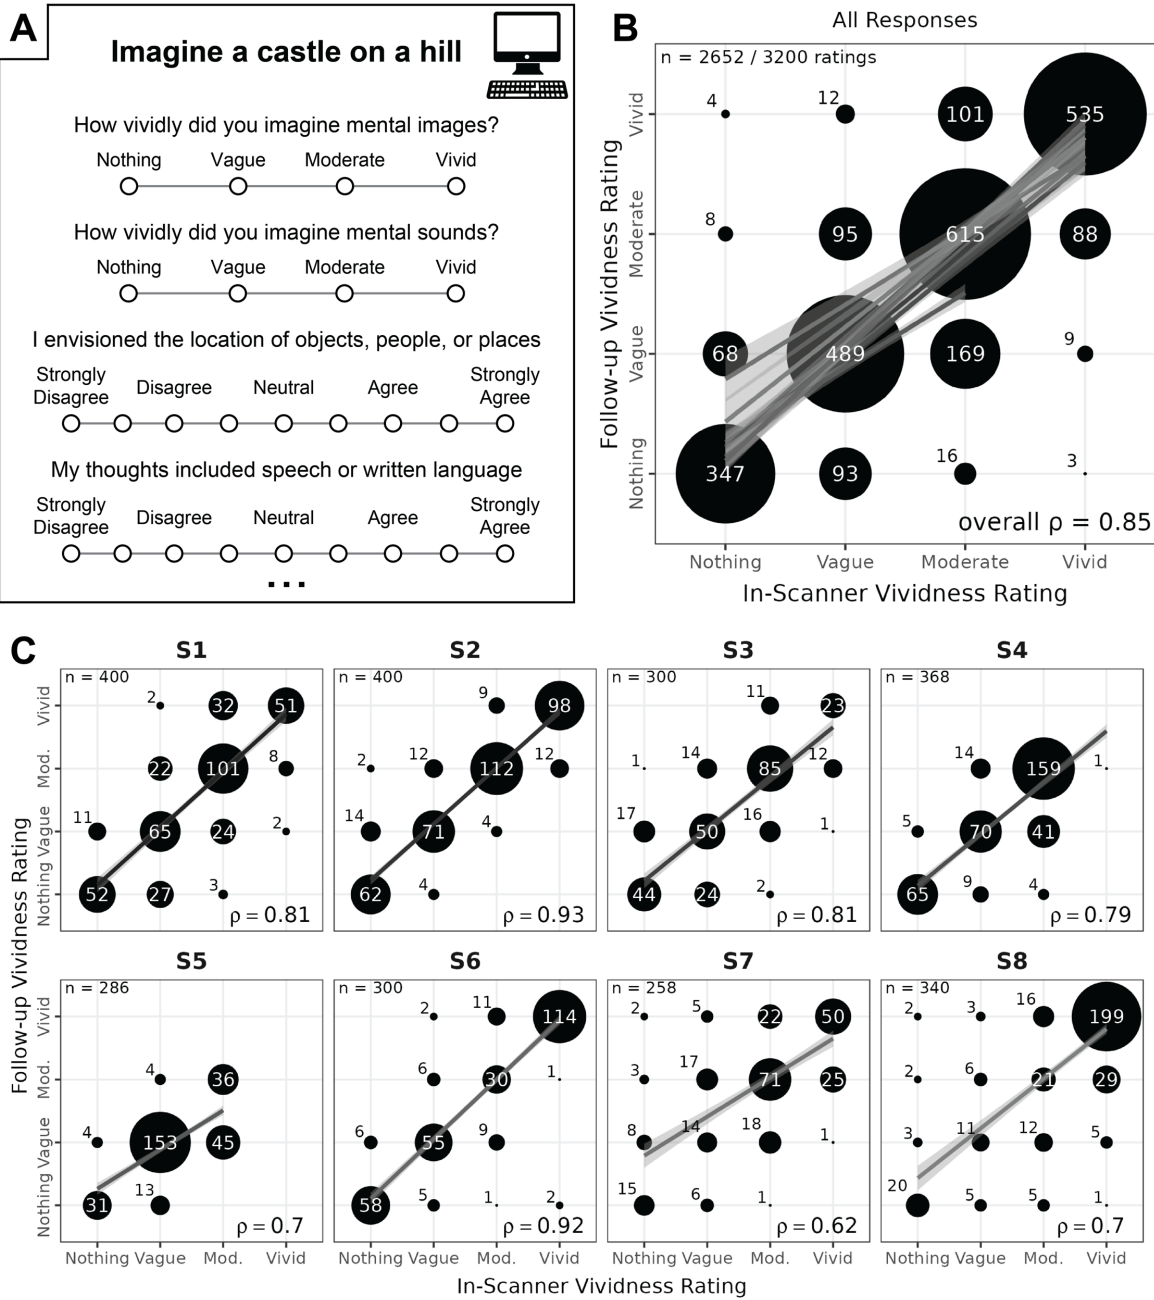 A
Imagine a castle on a hill
How vividly did you imagine mental images?
Nothing Vague Moderate Vivid
How vividly did you imagine mental sounds?
Nothing Vague Moderate Vivid
I envisioned the location of objects, people, or places
Strongly Disagree Disagree Neutral Agree Strongly Agree
My thoughts included speech or written language
Strongly Disagree Disagree Neutral Agree Strongly Agree
...
B
All Responses
n = 2652 / 3200 ratings
Follow-up Vividness Rating
Vivid
4 12 101 535
Moderate
8 95 615 88
Vague
68 489 169 9
Nothing
347 93 16 3
overall ρ = 0.85
Nothing Vague Moderate Vivid
In-Scanner Vividness Rating
C
Follow-up Vividness Rating
S1
n = 400
Vivid
2 32 51
Mod.
22 101 8
Vague
11 65 24 2
Nothing
52 27 3
ρ = 0.81
S2
n = 400
9 98
2 12 112 12
14 71 4
62 4
ρ = 0.93
S3
n = 300
11 23
1 14 85 12
17 50 16 1
44 24 2
ρ = 0.81
S4
n = 368
14 159 1
5 70 41
65 9 4
ρ = 0.79
S5
n = 286
Vivid
Mod.
4 36
Vague
4 153 45
Nothing
31 13
ρ = 0.7
Nothing Vague Mod. Vivid
S6
n = 300
2 11 114
6 30 1
6 55 9
58 5 1 2
ρ = 0.92
Nothing Vague Mod. Vivid
S7
n = 258
2 5 22 50
3 17 71 25
8 14 18 1
15 6 1
ρ = 0.62
Nothing Vague Mod. Vivid
S8
n = 340
2 3 16 199
2 6 21 29
3 11 12 5
20 5 5 1
ρ = 0.7
Nothing Vague Mod. Vivid
In-Scanner Vividness Rating